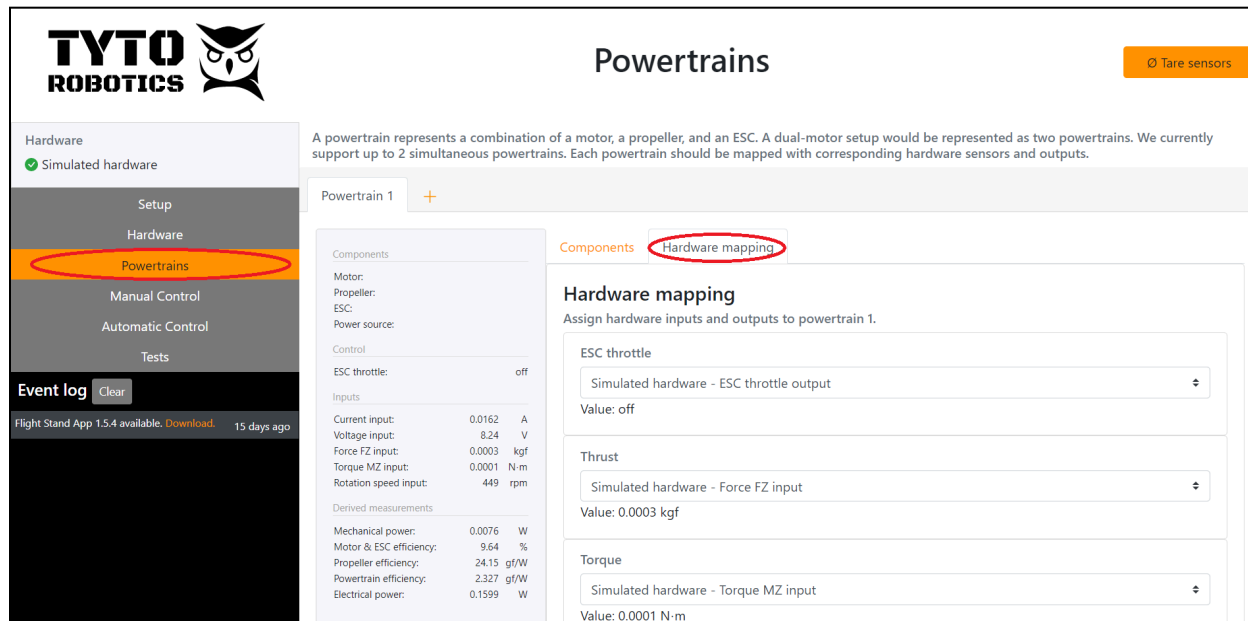 TYTO
ROBOTICS
Powertrains
Ø Tare sensors
Hardware
Simulated hardware
Setup
Hardware
Powertrains
Manual Control
Automatic Control
Tests
Event log Clear
Flight Stand App 1.5.4 available. Download. 15 days ago
A powertrain represents a combination of a motor, a propeller, and an ESC. A dual-motor setup would be represented as two powertrains. We currently
support up to 2 simultaneous powertrains. Each powertrain should be mapped with corresponding hardware sensors and outputs.
Powertrain 1 +
Components
Motor:
Propeller:
ESC:
Power source:
Control
ESC throttle: off
Inputs
Current input: 0.0162 A
Voltage input: 8.24 V
Force FZ input: 0.0003 kgf
Torque MZ input: 0.0001 N·m
Rotation speed input: 449 rpm
Derived measurements
Mechanical power: 0.0076 W
Motor & ESC efficiency: 9.64 %
Propeller efficiency: 24.15 gf/W
Powertrain efficiency: 2.327 gf/W
Electrical power: 0.1599 W
Components Hardware mapping
Hardware mapping
Assign hardware inputs and outputs to powertrain 1.
ESC throttle
Simulated hardware - ESC throttle output
Value: off
Thrust
Simulated hardware - Force FZ input
Value: 0.0003 kgf
Torque
Simulated hardware - Torque MZ input
Value: 0.0001 N·m